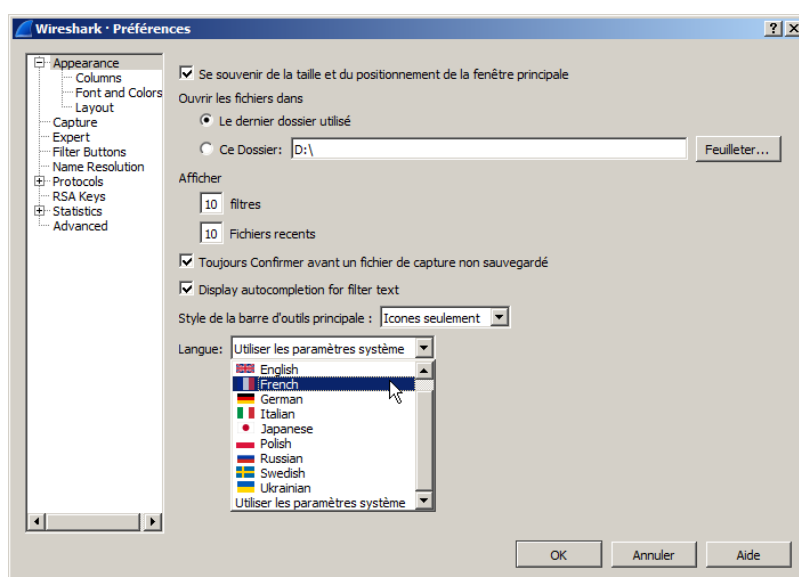 Wireshark · Préférences
Appearance
Columns
Font and Colors
Layout
Capture
Expert
Filter Buttons
Name Resolution
Protocols
RSA Keys
Statistics
Advanced
Se souvenir de la taille et du positionnement de la fenêtre principale
Ouvrir les fichiers dans
Le dernier dossier utilisé
Ce Dossier: D:\ Feuilleter...
Afficher
10 filtres
10 Fichiers recents
Toujours Confirmer avant un fichier de capture non sauvegardé
Display autocompletion for filter text
Style de la barre d'outils principale : Icones seulement
Langue: Utiliser les paramètres système
English
French
German
Italian
Japanese
Polish
Russian
Swedish
Ukrainian
Utiliser les paramètres système
OK Annuler Aide